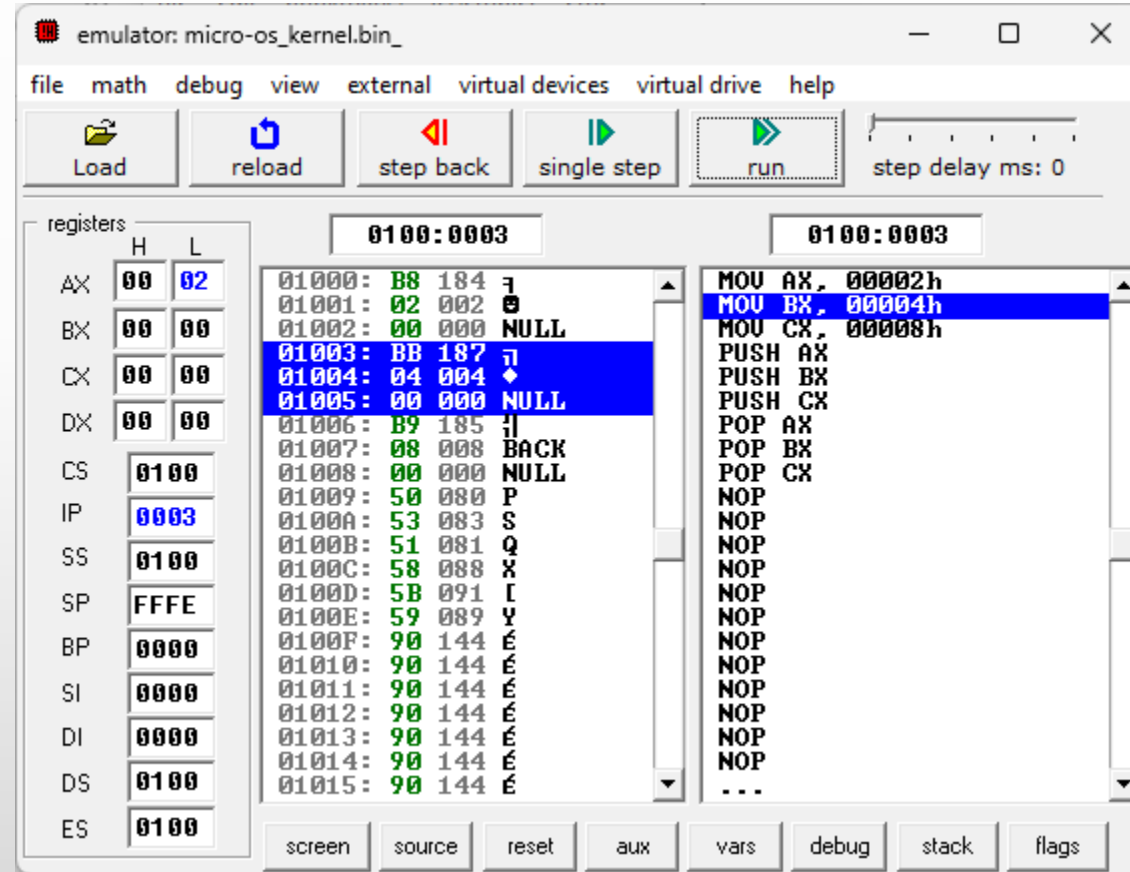 emulator: micro-os_kernel.bin_
file math debug view external virtual devices virtual drive help
Load reload step back single step run step delay ms: 0
registers
H L
AX 00 02
BX 00 00
CX 00 00
DX 00 00
CS 0100
IP 0003
SS 0100
SP FFFE
BP 0000
SI 0000
DI 0000
DS 0100
ES 0100
0100:0003
01000: B8 184 ╕
01001: 02 002 ☻
01002: 00 000 NULL
01003: BB 187 ╗
01004: 04 004 ♦
01005: 00 000 NULL
01006: B9 185 ╣
01007: 08 008 BACK
01008: 00 000 NULL
01009: 50 080 P
0100A: 53 083 S
0100B: 51 081 Q
0100C: 58 088 X
0100D: 5B 091 [
0100E: 59 089 Y
0100F: 90 144 É
01010: 90 144 É
01011: 90 144 É
01012: 90 144 É
01013: 90 144 É
01014: 90 144 É
01015: 90 144 É
0100:0003
MOV AX, 00002h
MOV BX, 00004h
MOV CX, 00008h
PUSH AX
PUSH BX
PUSH CX
POP AX
POP BX
POP CX
NOP
NOP
NOP
NOP
NOP
NOP
NOP
NOP
NOP
NOP
NOP
NOP
...
screen source reset aux vars debug stack flags